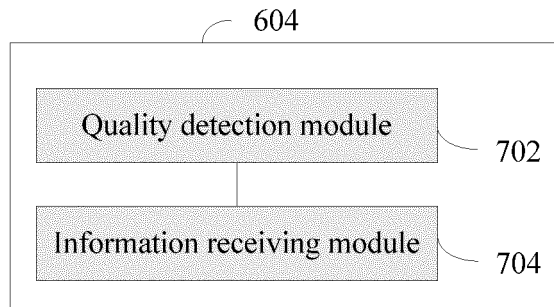 604
Quality detection module
702
Information receiving module
704